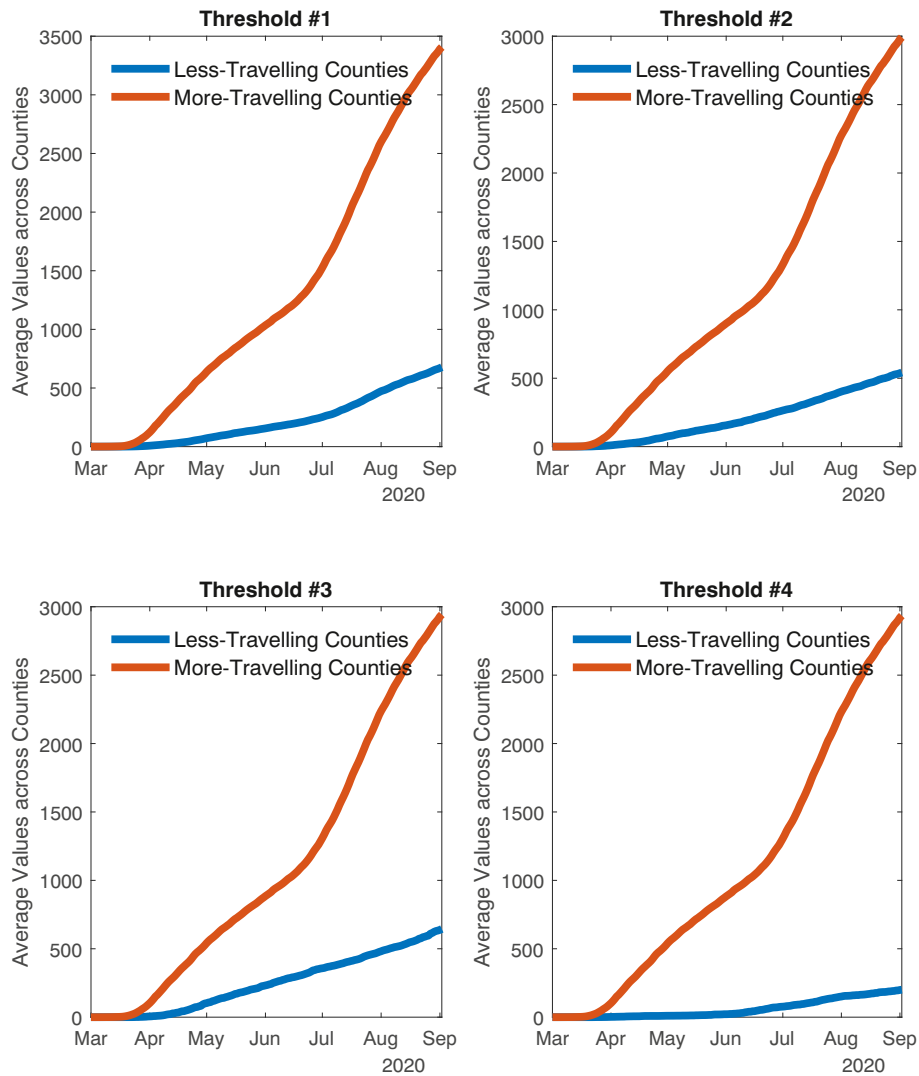 Threshold #1
3500
3000
2500
2000
1500
1000
500
0
Average Values across Counties
Less-Travelling Counties
More-Travelling Counties
Mar Apr May Jun Jul Aug Sep
2020
Threshold #2
3000
2500
2000
1500
1000
500
0
Average Values across Counties
Less-Travelling Counties
More-Travelling Counties
Mar Apr May Jun Jul Aug Sep
2020
Threshold #3
3000
2500
2000
1500
1000
500
0
Average Values across Counties
Less-Travelling Counties
More-Travelling Counties
Mar Apr May Jun Jul Aug Sep
2020
Threshold #4
3000
2500
2000
1500
1000
500
0
Average Values across Counties
Less-Travelling Counties
More-Travelling Counties
Mar Apr May Jun Jul Aug Sep
2020